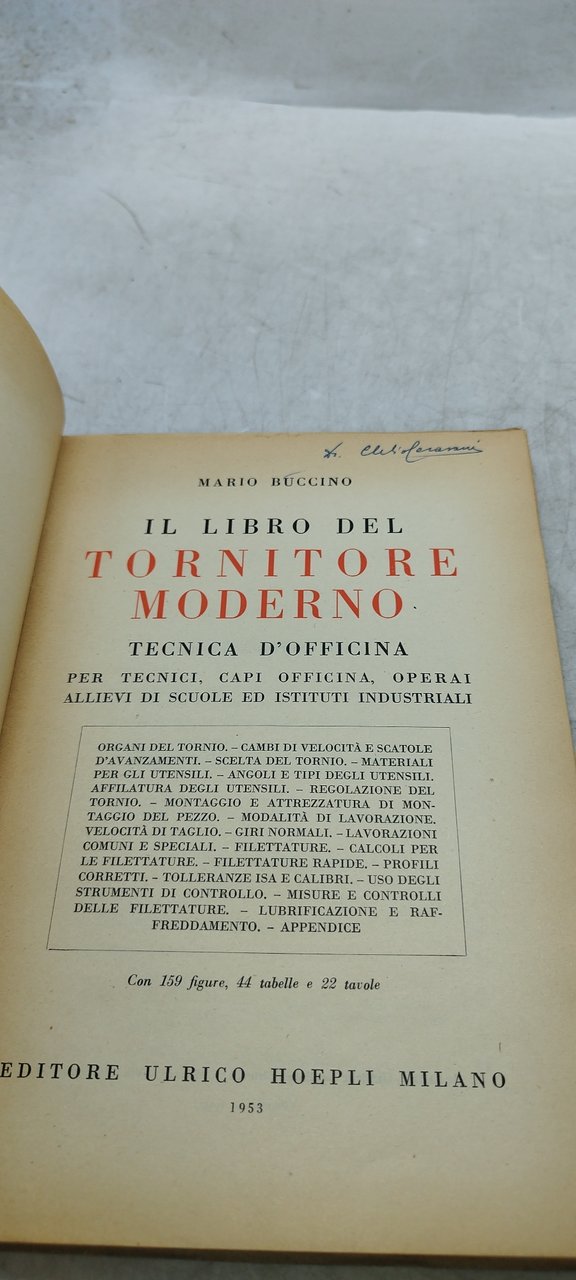 MARIO BUCCINO
IL LIBRO DEL
TORNITORE
MODERNO
TECNICA D'OFFICINA
PER TECNICI, CAPI OFFICINA, OPERAI
ALLIEVI DI SCUOLE ED ISTITUTI INDUSTRIALI
ORGANI DEL TORNIO. – CAMBI DI VELOCITÀ E SCATOLE
D'AVANZAMENTI. – SCELTA DEL TORNIO. – MATERIALI
PER GLI UTENSILI. – ANGOLI E TIPI DEGLI UTENSILI.
AFFILATURA DEGLI UTENSILI. – REGOLAZIONE DEL
TORNIO. – MONTAGGIO E ATTREZZATURA DI MON-
TAGGIO DEL PEZZO. – MODALITÀ DI LAVORAZIONE.
VELOCITÀ DI TAGLIO. – GIRI NORMALI. – LAVORAZIONI
COMUNI E SPECIALI. – FILETTATURE. – CALCOLI PER
LE FILETTATURE. – FILETTATURE RAPIDE. – PROFILI
CORRETTI. – TOLLERANZE ISA E CALIBRI. – USO DEGLI
STRUMENTI DI CONTROLLO. – MISURE E CONTROLLI
DELLE FILETTATURE. – LUBRIFICAZIONE E RAF-
FREDDAMENTO. – APPENDICE
Con 159 figure, 44 tabelle e 22 tavole
EDITORE ULRICO HOEPLI MILANO
1953